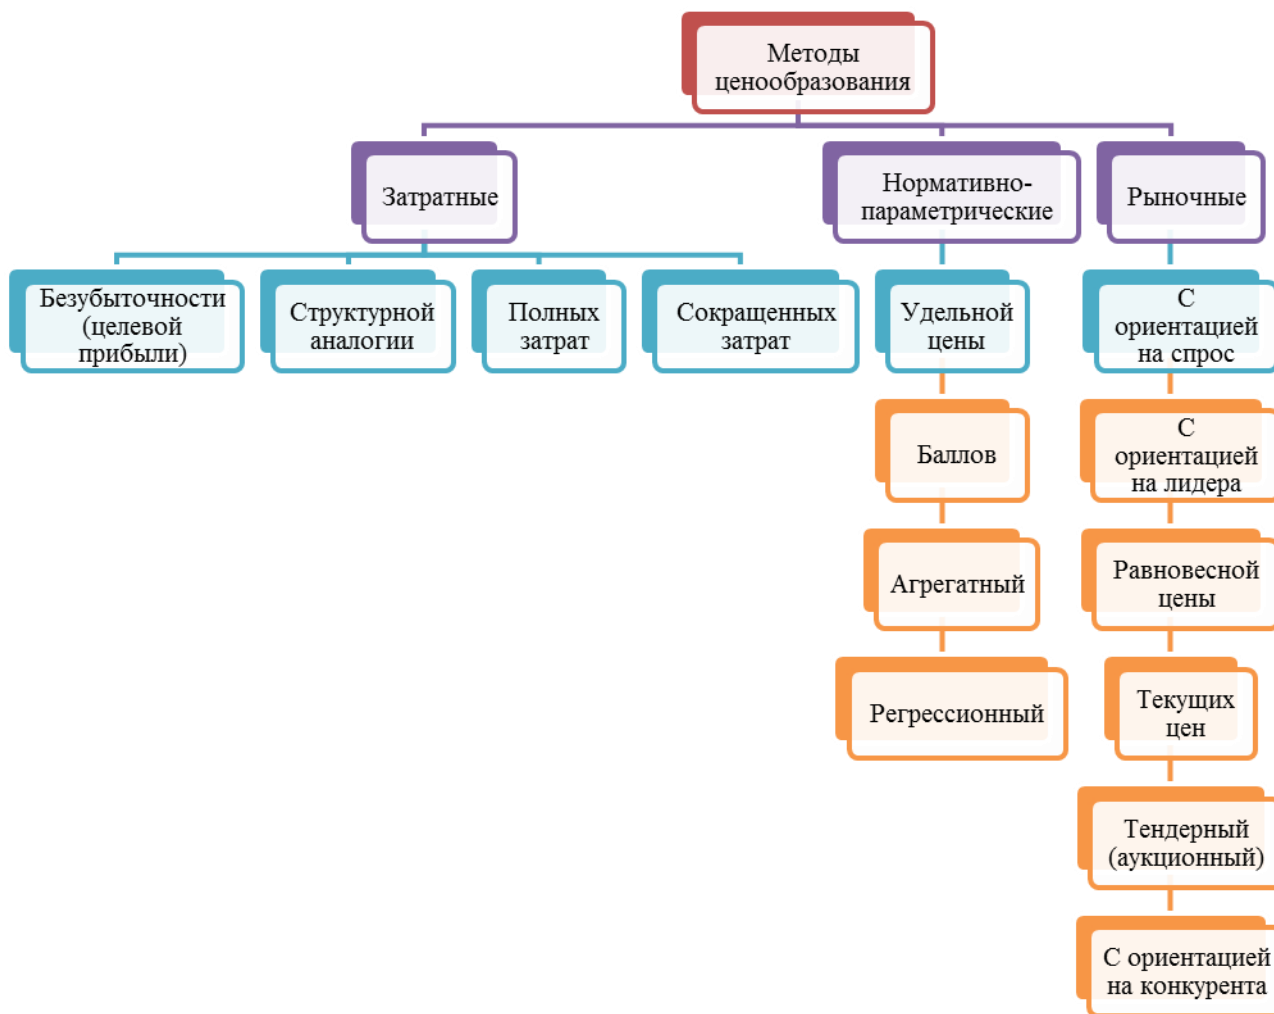 Методы
ценообразования
Затратные
Нормативно-
параметрические
Рыночные
Безубыточности
(целевой
прибыли)
Структурной
аналогии
Полных
затрат
Сокращенных
затрат
Удельной
цены
С
ориентацией
на спрос
Баллов
С
ориентацией
на лидера
Агрегатный
Равновесной
цены
Регрессионный
Текущих
цен
Тендерный
(аукционный)
С ориентацией
на конкурента